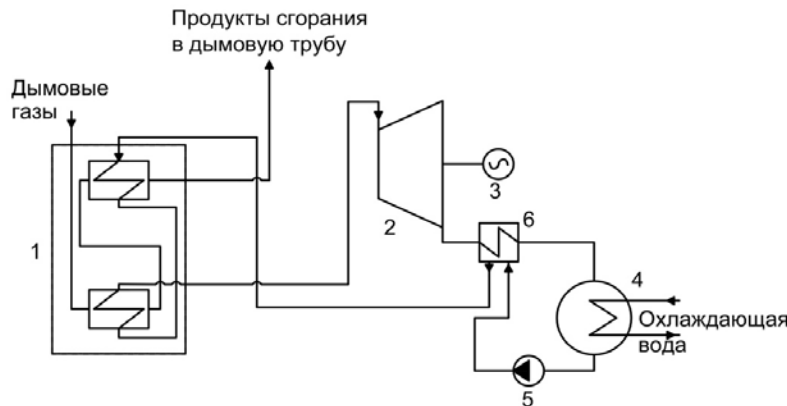 Продукты сгорания
в дымовую трубу
Дымовые
газы
1
2
3
6
4
Охлаждающая
вода
5